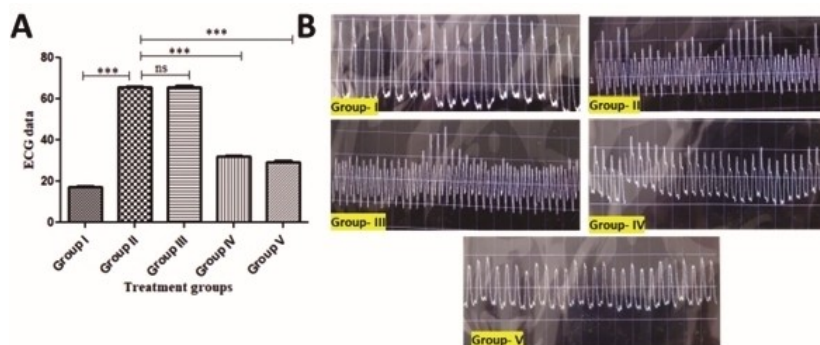 A
ECG data
80
60
40
20
0
***
ns
***
***
Group I
Group II
Group III
Group IV
Group V
Treatment groups
B
Group-I
Group- II
Group- III
Group- IV
Group- V